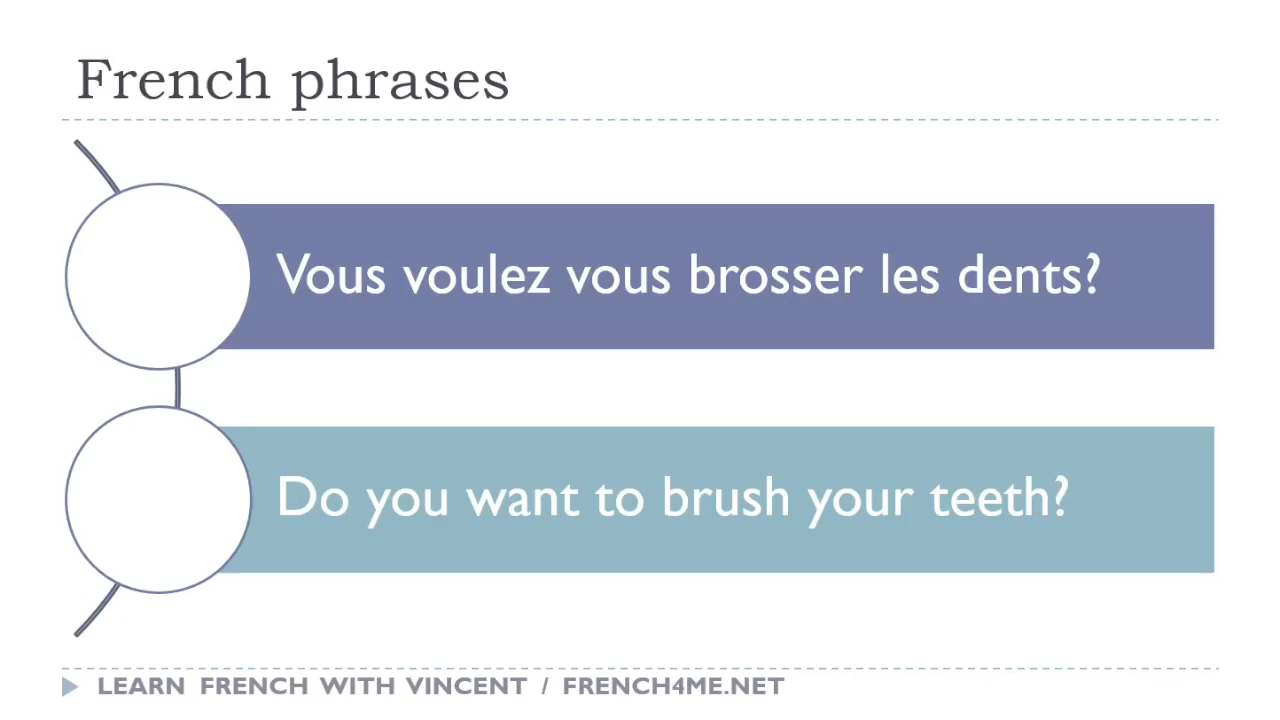 French phrases
Vous voulez vous brosser les dents?
Do you want to brush your teeth?
LEARN FRENCH WITH VINCENT / FRENCH4ME.NET